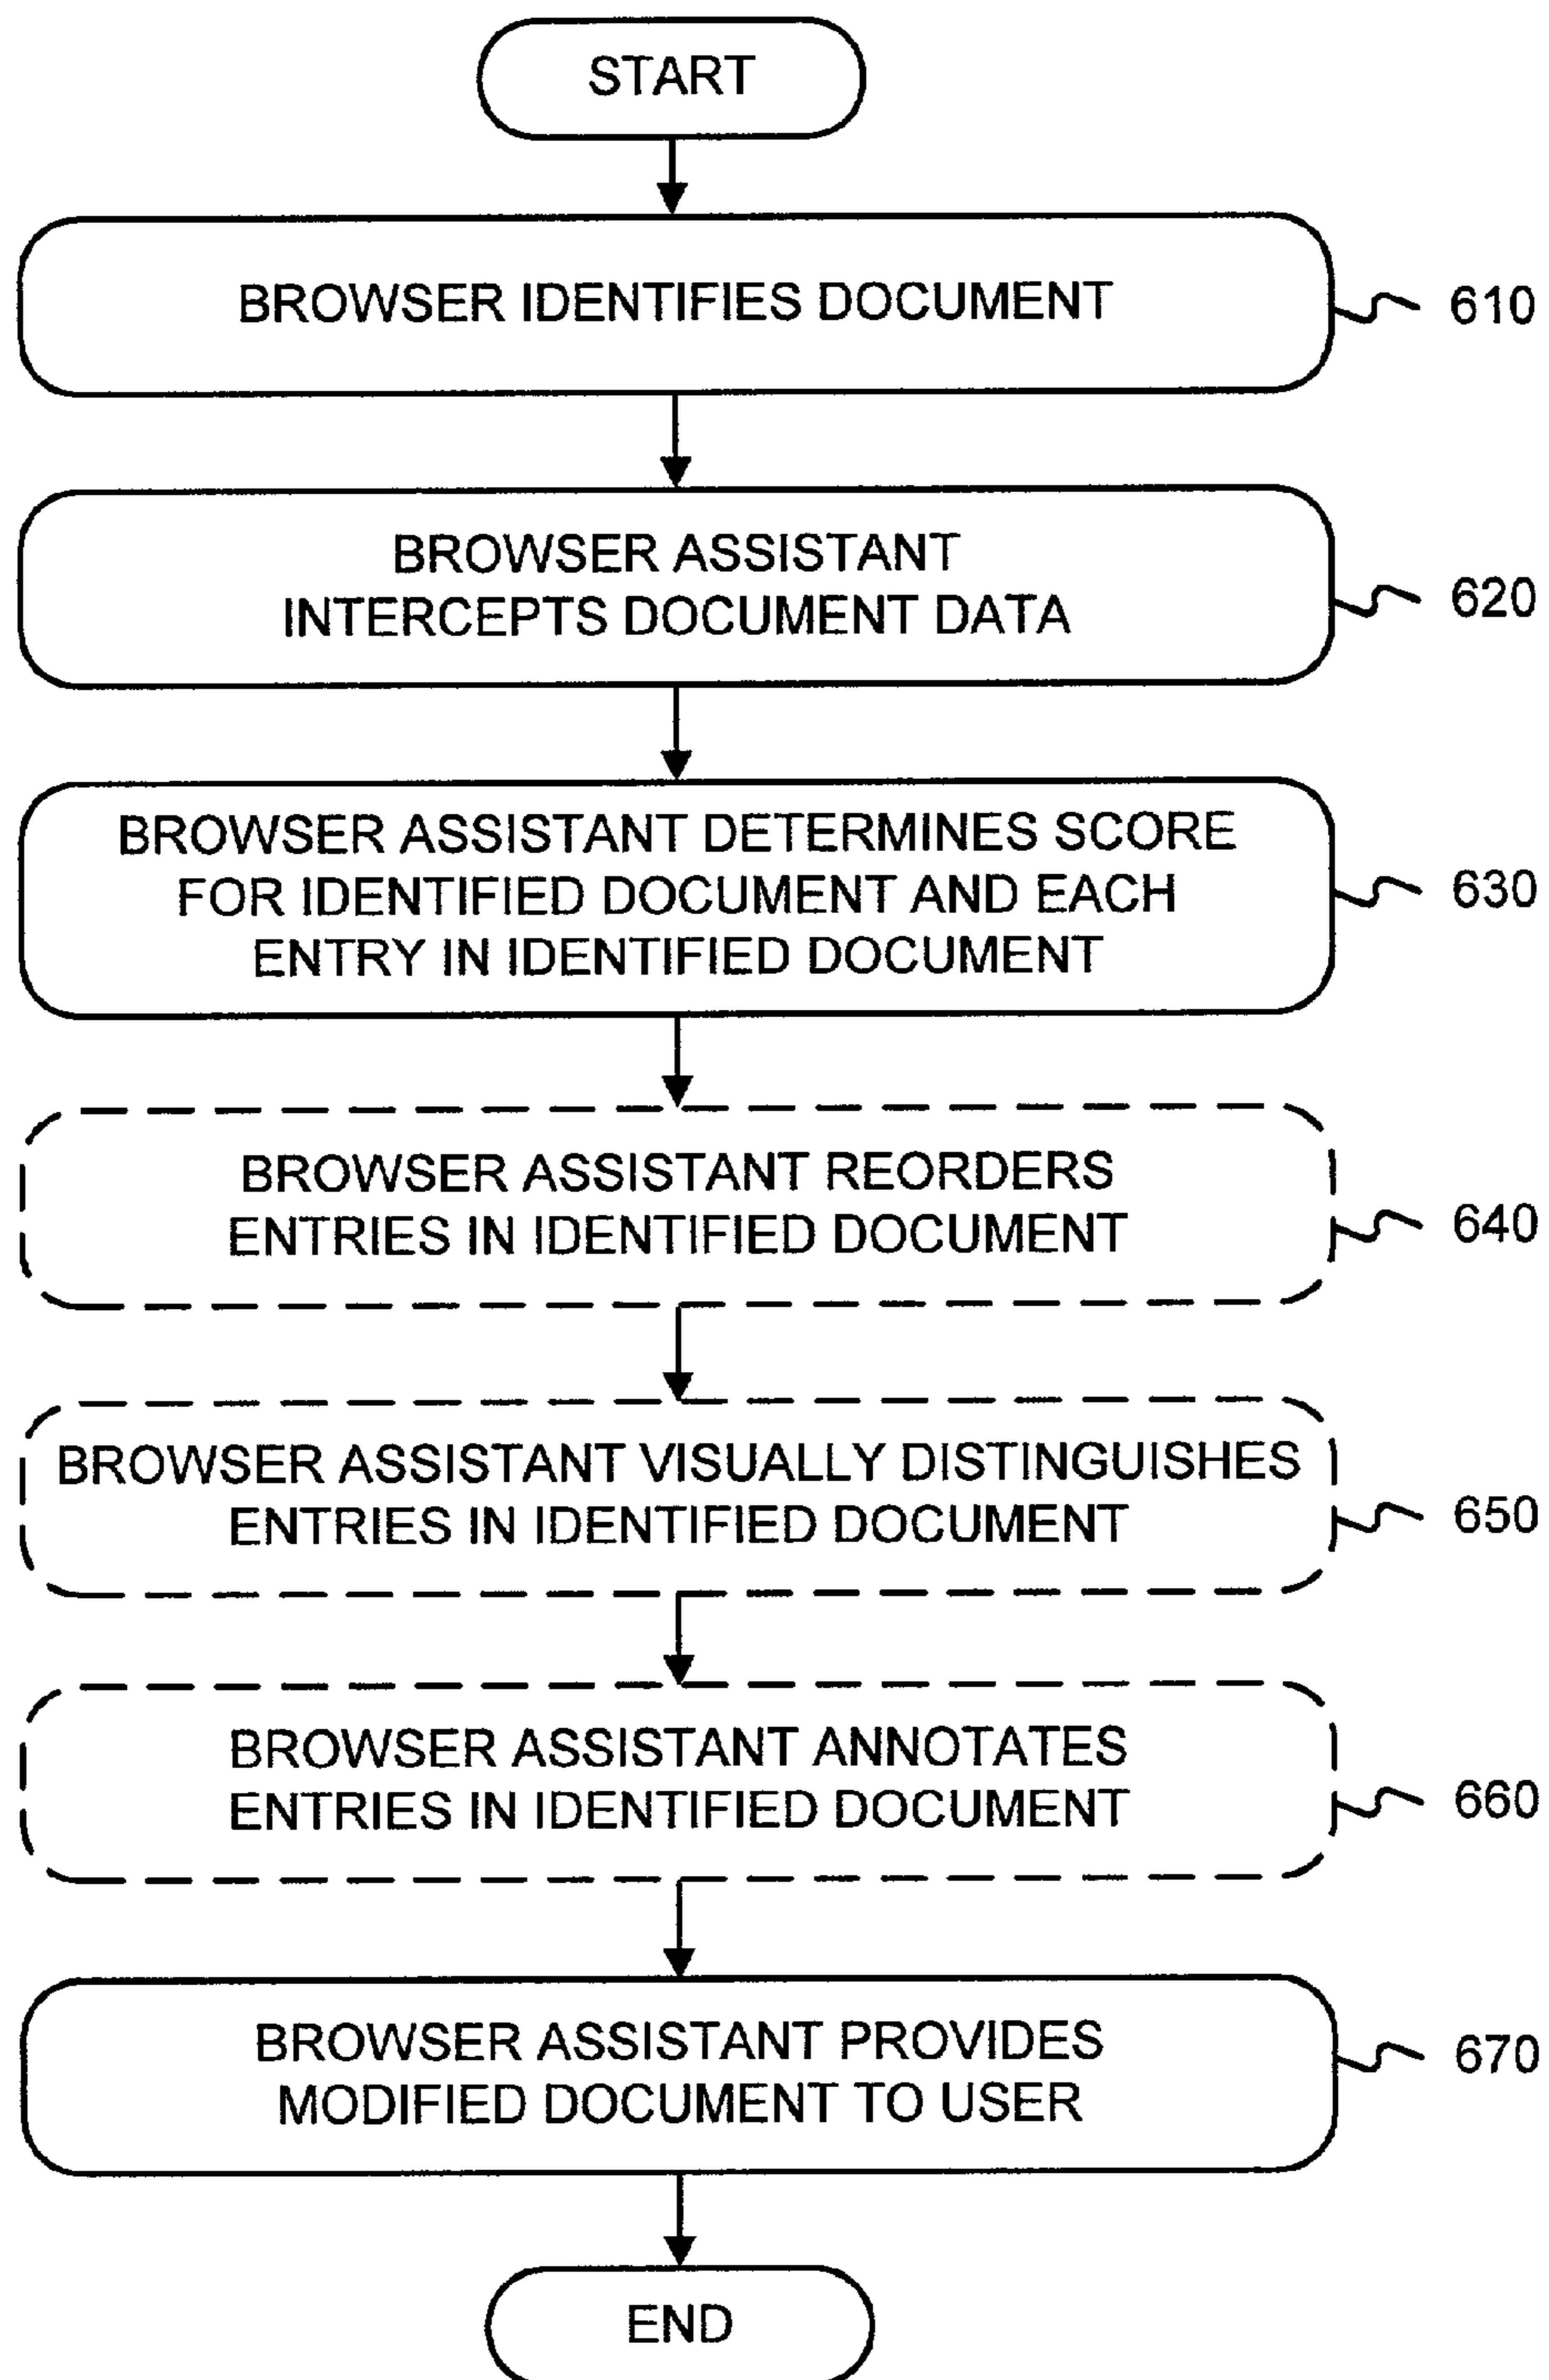 START
BROWSER IDENTIFIES DOCUMENT
610
BROWSER ASSISTANT
INTERCEPTS DOCUMENT DATA
620
BROWSER ASSISTANT DETERMINES SCORE
FOR IDENTIFIED DOCUMENT AND EACH
ENTRY IN IDENTIFIED DOCUMENT
630
BROWSER ASSISTANT REORDERS
ENTRIES IN IDENTIFIED DOCUMENT
640
BROWSER ASSISTANT VISUALLY DISTINGUISHES
ENTRIES IN IDENTIFIED DOCUMENT
650
BROWSER ASSISTANT ANNOTATES
ENTRIES IN IDENTIFIED DOCUMENT
660
BROWSER ASSISTANT PROVIDES
MODIFIED DOCUMENT TO USER
670
END